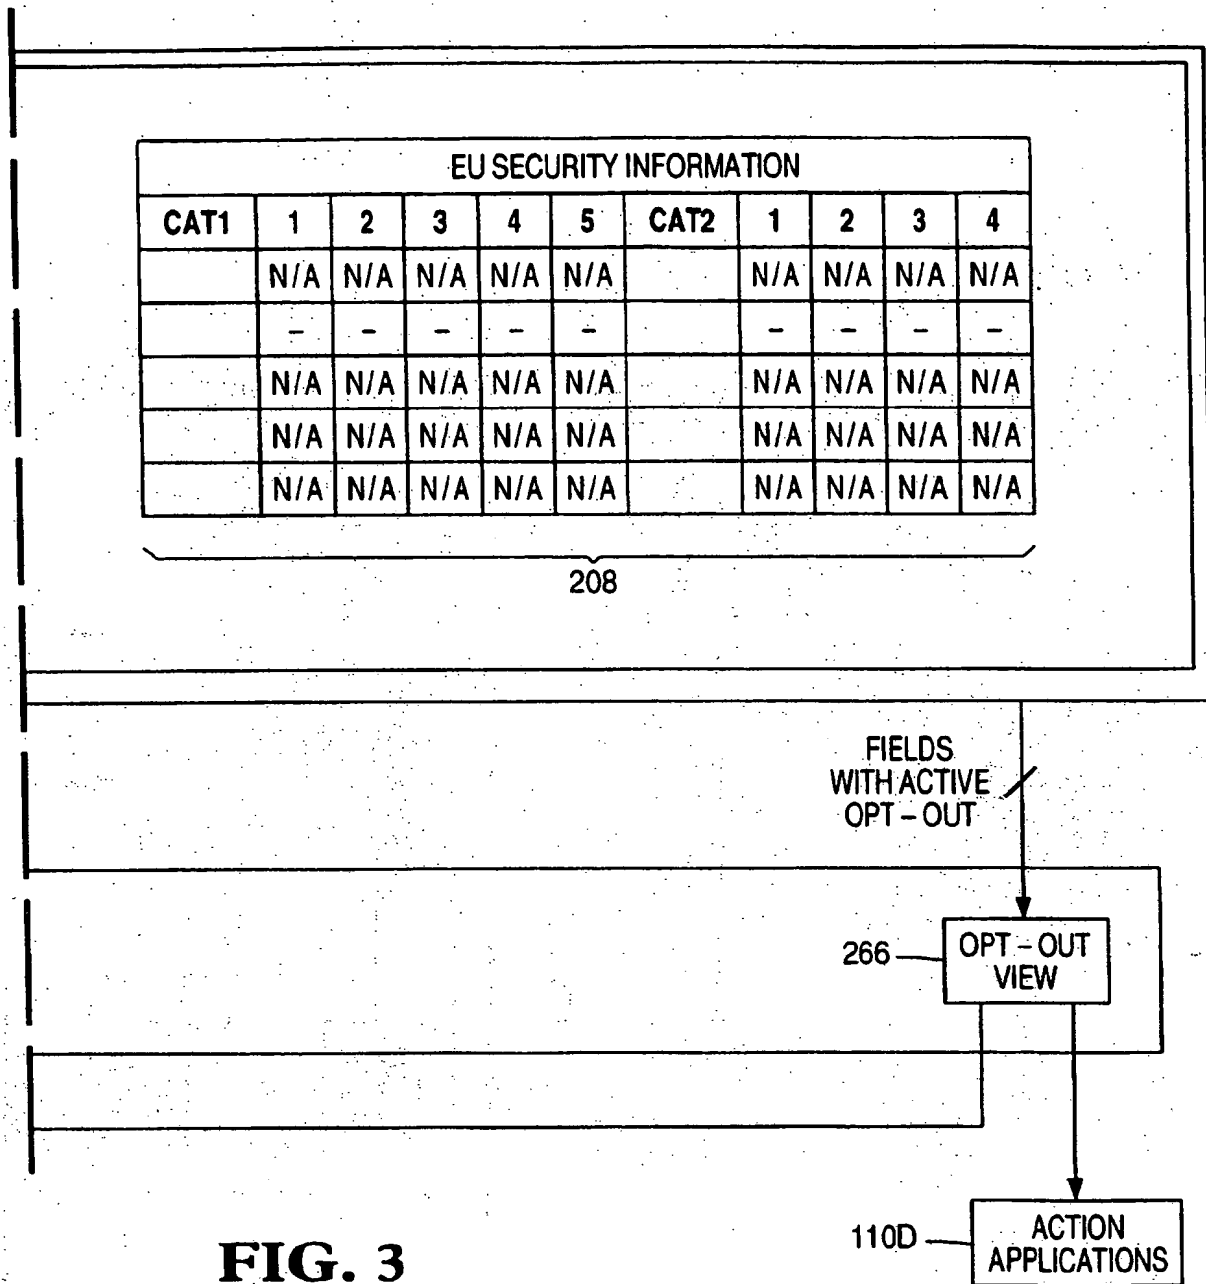 EU SECURITY INFORMATION
CAT1 1 2 3 4 5 CAT2 1 2 3 4
N/A N/A N/A N/A N/A N/A N/A N/A N/A
– – – – – – – – –
N/A N/A N/A N/A N/A N/A N/A N/A N/A
N/A N/A N/A N/A N/A N/A N/A N/A N/A
N/A N/A N/A N/A N/A N/A N/A N/A N/A
208
FIELDS
WITH ACTIVE
OPT – OUT
266
OPT – OUT
VIEW
110D
ACTION
APPLICATIONS
FIG. 3